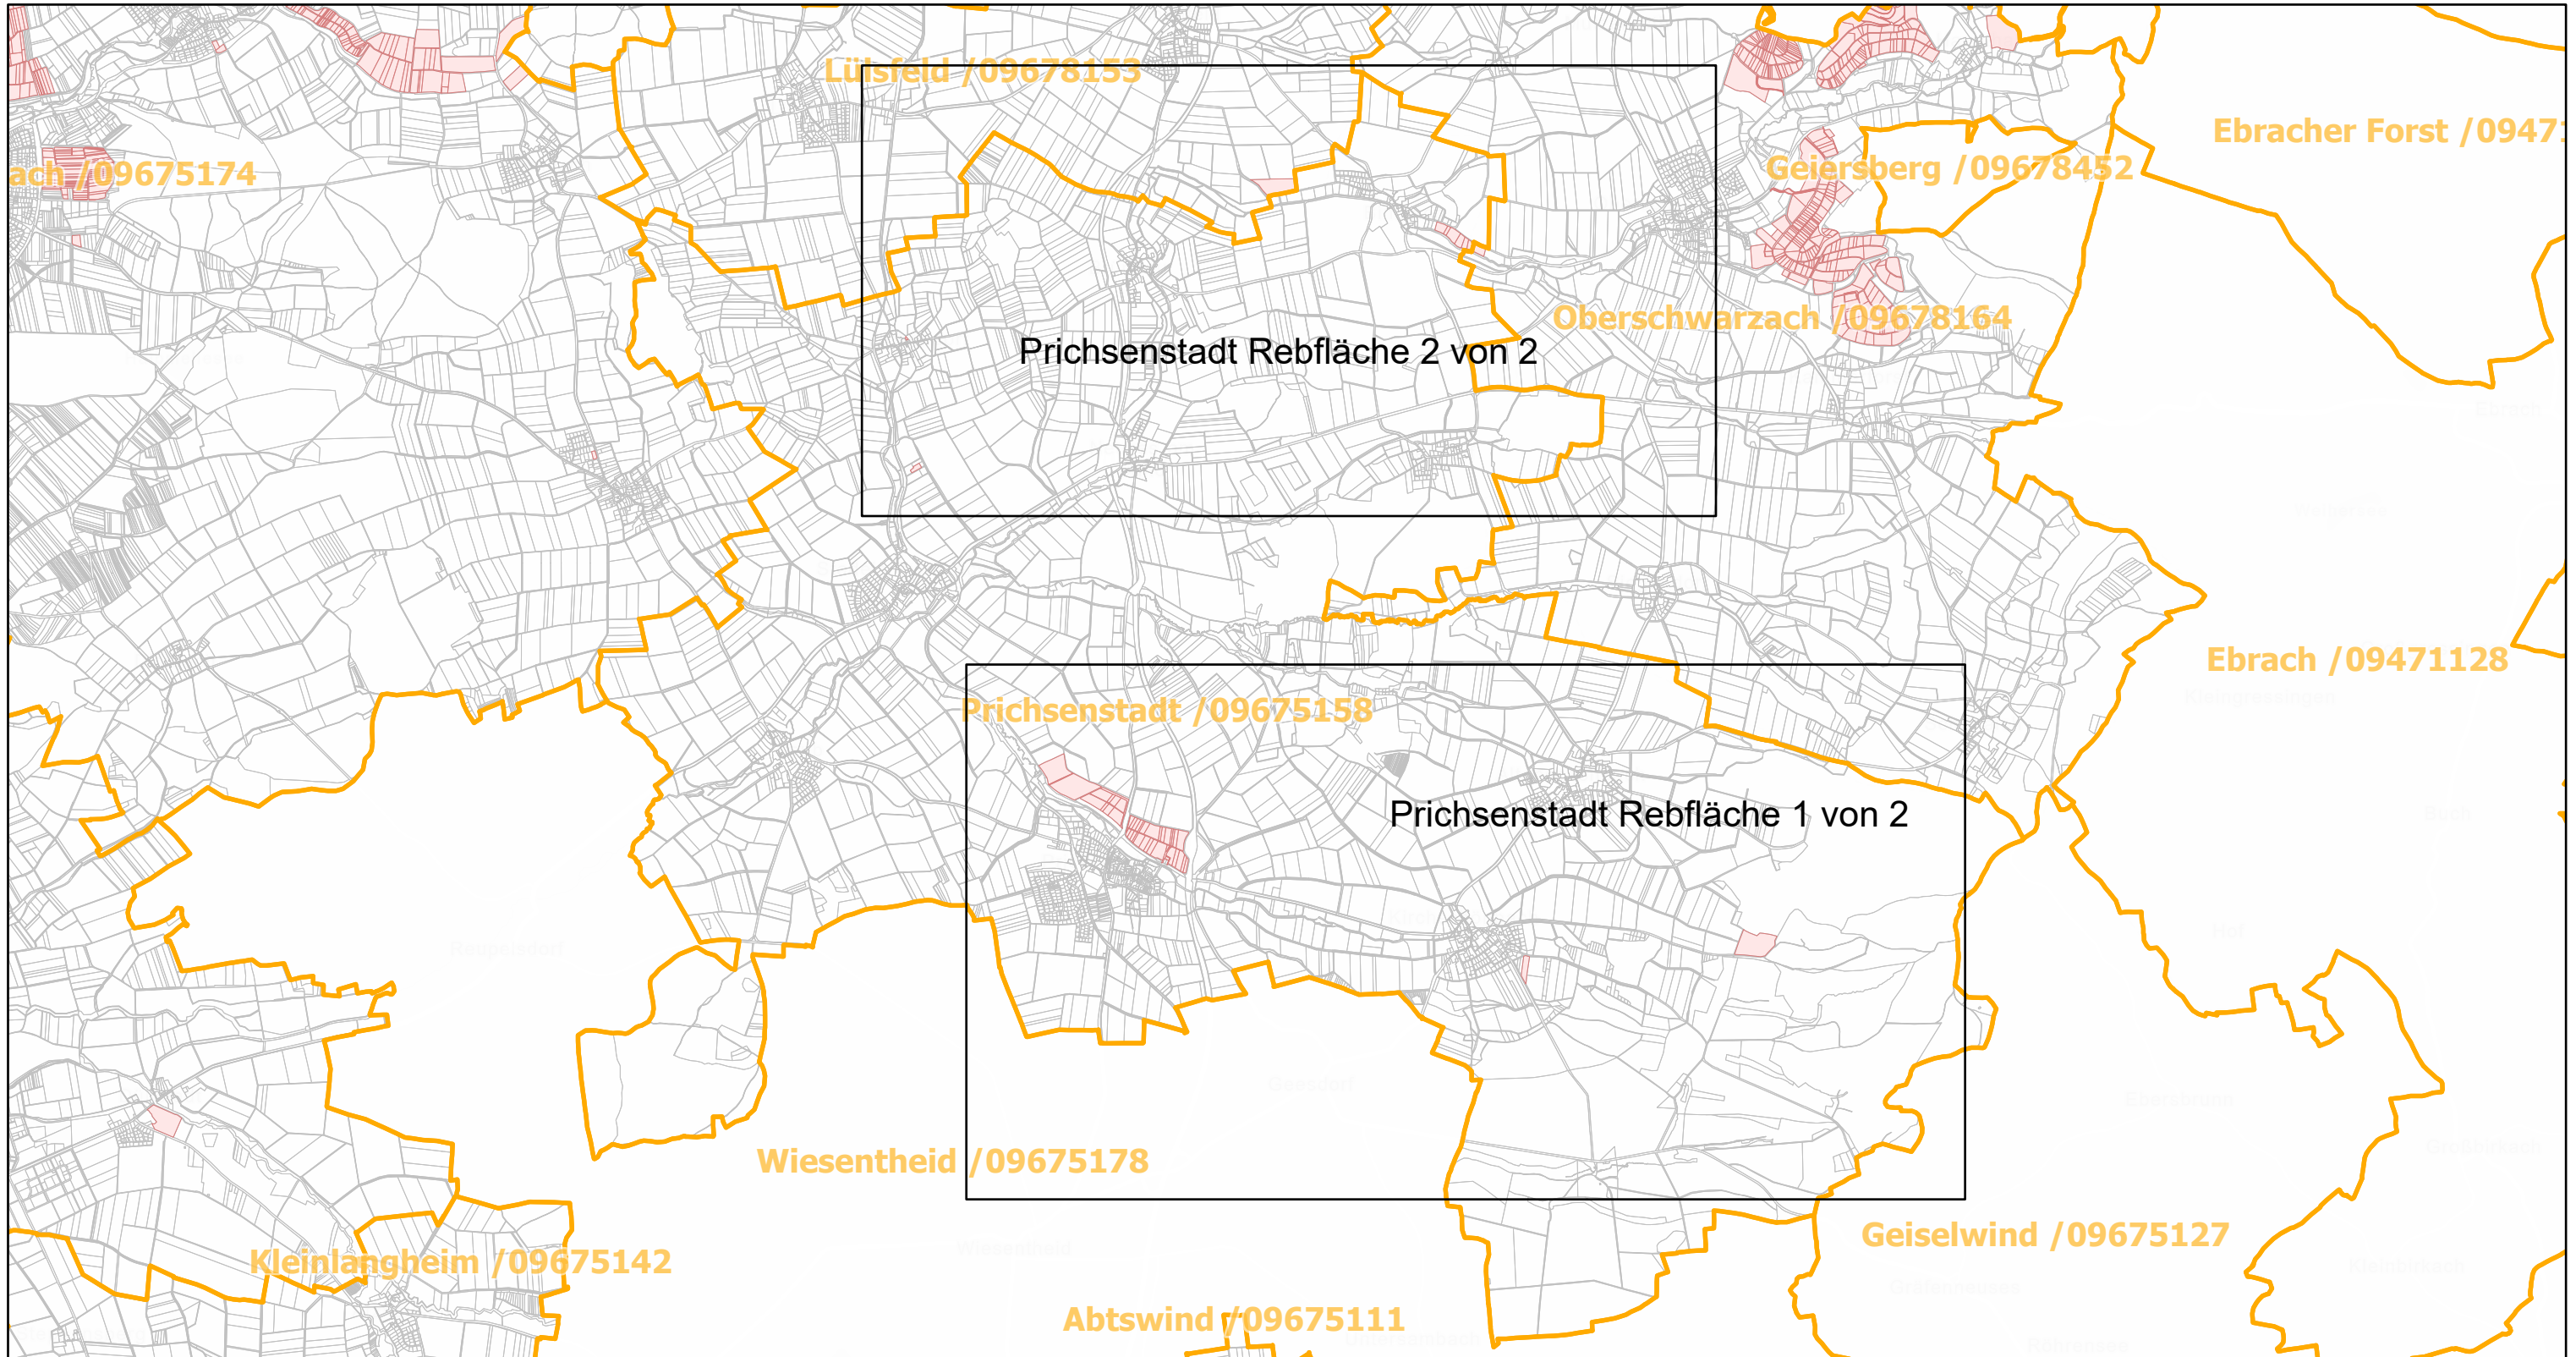 Lülsfeld /09678153
Ebracher Forst /0947
Geiersberg /09678452
ach /09675174
Oberschwarzach /09678164
Prichsenstadt Rebfläche 2 von 2
Ebrach /09471128
Prichsenstadt /09675158
Prichsenstadt Rebfläche 1 von 2
Wiesentheid /09675178
Geiselwind /09675127
Kleinlangheim /09675142
Abtswind /09675111